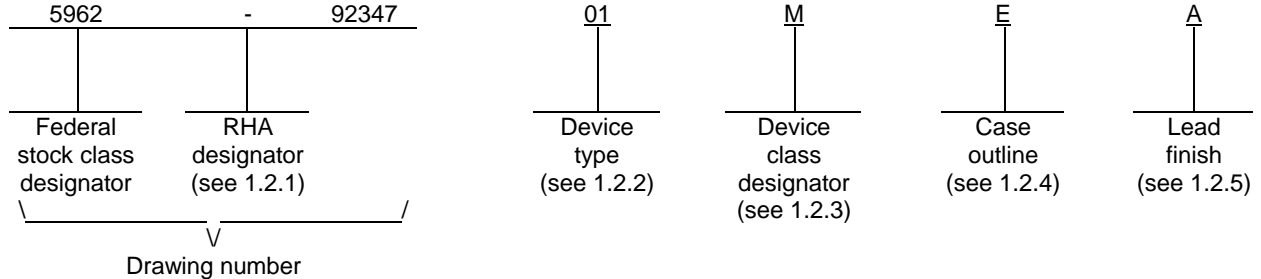 5962 - 92347 01 M E A
Federal stock class designator
RHA designator (see 1.2.1)
Device type (see 1.2.2)
Device class designator (see 1.2.3)
Case outline (see 1.2.4)
Lead finish (see 1.2.5)
\ /
\/
Drawing number